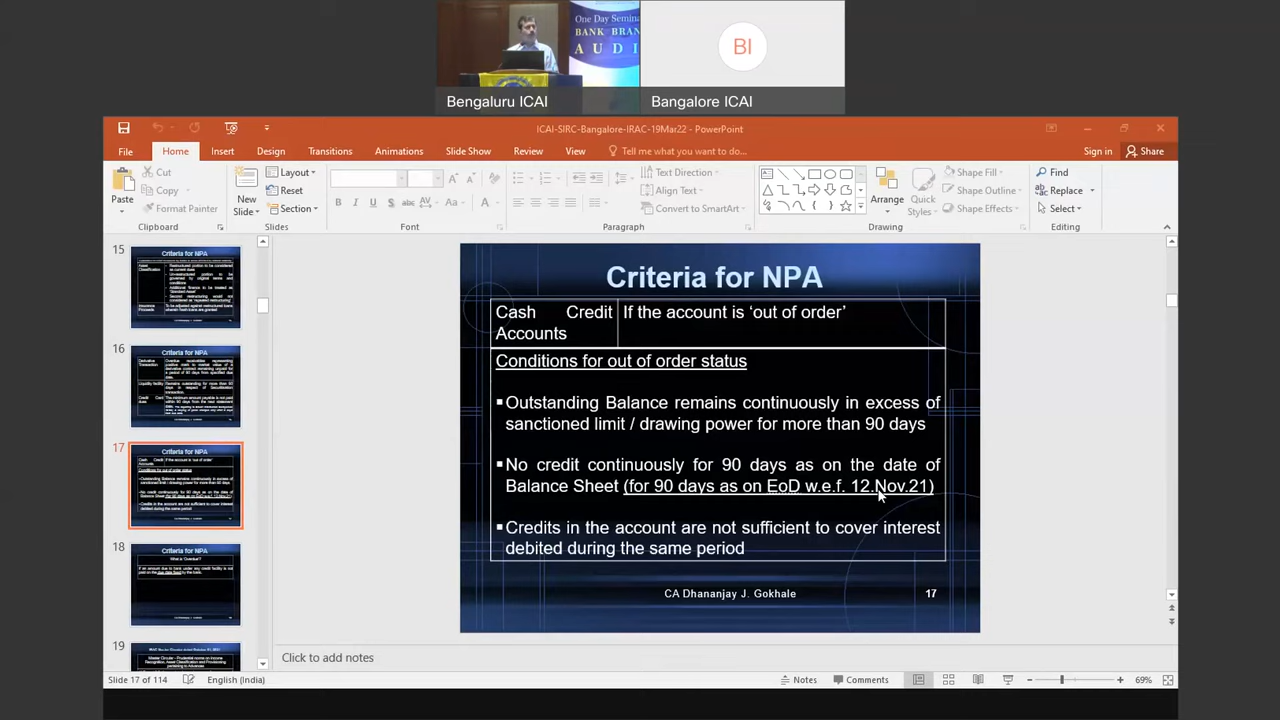 One Day Semina
BANK BRAN
A U D I
BI
Bengaluru ICAI
Bangalore ICAI
ICAI-SIRC-Bangalore-IRAC-19Mar22 - PowerPoint
File
Home
Insert
Design
Transitions
Animations
Slide Show
Review
View
Tell me what you want to do...
Sign in
Share
Paste
Cut
Copy
Format Painter
Clipboard
New Slide
Layout
Reset
Section
Slides
Font
Paragraph
Text Direction
Align Text
Convert to SmartArt
Arrange
Quick Styles
Shape Fill
Shape Outline
Shape Effects
Drawing
Find
Replace
Select
Editing
15
Criteria for NPA
16
Criteria for NPA
17
Criteria for NPA
18
Criteria for NPA
What is 'Overdue'?
19
Criteria for NPA
Cash Credit Accounts
If the account is ‘out of order’
Conditions for out of order status
▪ Outstanding Balance remains continuously in excess of
sanctioned limit / drawing power for more than 90 days
▪ No credit continuously for 90 days as on the date of
Balance Sheet (for 90 days as on EoD w.e.f. 12.Nov.21)
▪ Credits in the account are not sufficient to cover interest
debited during the same period
CA Dhananjay J. Gokhale
17
Click to add notes
Slide 17 of 114
English (India)
Notes
Comments
69%